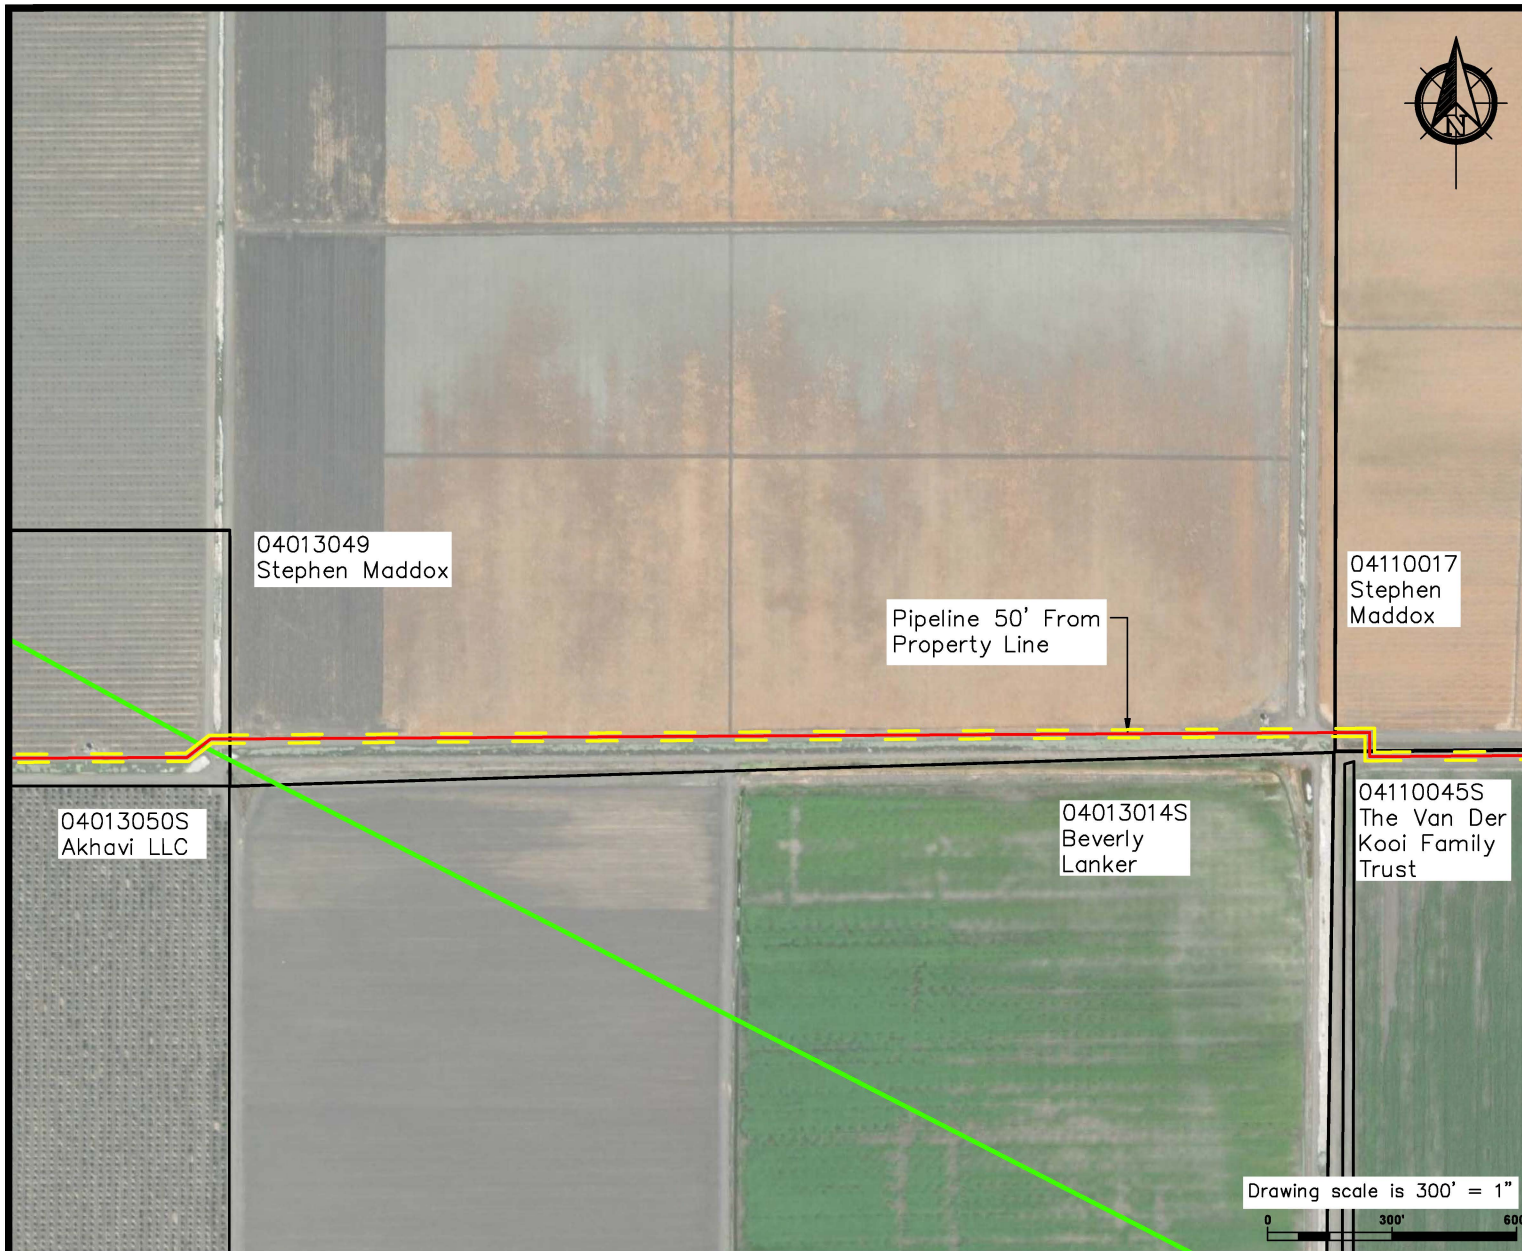 N
04013049
Stephen Maddox
04110017
Stephen
Maddox
Pipeline 50' From
Property Line
04013050S
Akhavi LLC
04013014S
Beverly
Lanker
04110045S
The Van Der
Kooi Family
Trust
Drawing scale is 300' = 1"
0 300'